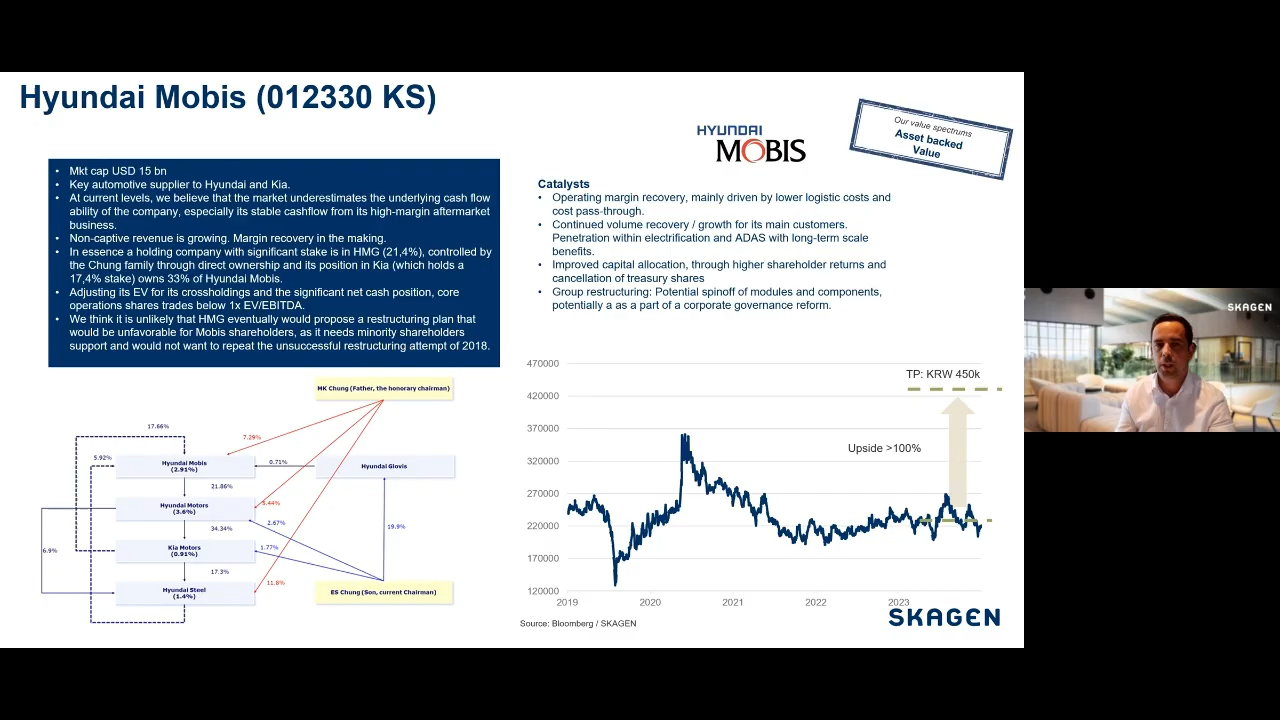 Hyundai Mobis (012330 KS)
HYUNDAI
MOBIS
Our value spectrums
Asset backed
Value
• Mkt cap USD 15 bn
• Key automotive supplier to Hyundai and Kia.
• At current levels, we believe that the market underestimates the underlying cash flow
ability of the company, especially its stable cashflow from its high-margin aftermarket
business.
• Non-captive revenue is growing. Margin recovery in the making.
• In essence a holding company with significant stake is in HMG (21,4%), controlled by
the Chung family through direct ownership and its position in Kia (which holds a
17,4% stake) owns 33% of Hyundai Mobis.
• Adjusting its EV for its crossholdings and the significant net cash position, core
operations shares trades below 1x EV/EBITDA.
• We think it is unlikely that HMG eventually would propose a restructuring plan that
would be unfavorable for Mobis shareholders, as it needs minority shareholders
support and would not want to repeat the unsuccessful restructuring attempt of 2018.
Catalysts
• Operating margin recovery, mainly driven by lower logistic costs and
cost pass-through.
• Continued volume recovery / growth for its main customers.
Penetration within electrification and ADAS with long-term scale
benefits.
• Improved capital allocation, through higher shareholder returns and
cancellation of treasury shares
• Group restructuring: Potential spinoff of modules and components,
potentially a as a part of a corporate governance reform.
MK Chung (Father, the honorary chairman)
17.66%
7.29%
5.92%
Hyundai Mobis
(2.91%)
0.71%
Hyundai Glovis
21.86%
Hyundai Motors
(3.6%)
5.44%
2.67%
34.34%
19.9%
6.9%
Kia Motors
(0.91%)
1.77%
17.3%
11.8%
Hyundai Steel
(1.4%)
ES Chung (Son, current Chairman)
470000
TP: KRW 450k
420000
370000
Upside >100%
320000
270000
220000
170000
120000
2019
2020
2021
2022
2023
Source: Bloomberg / SKAGEN
SKAGEN
SKAGEN